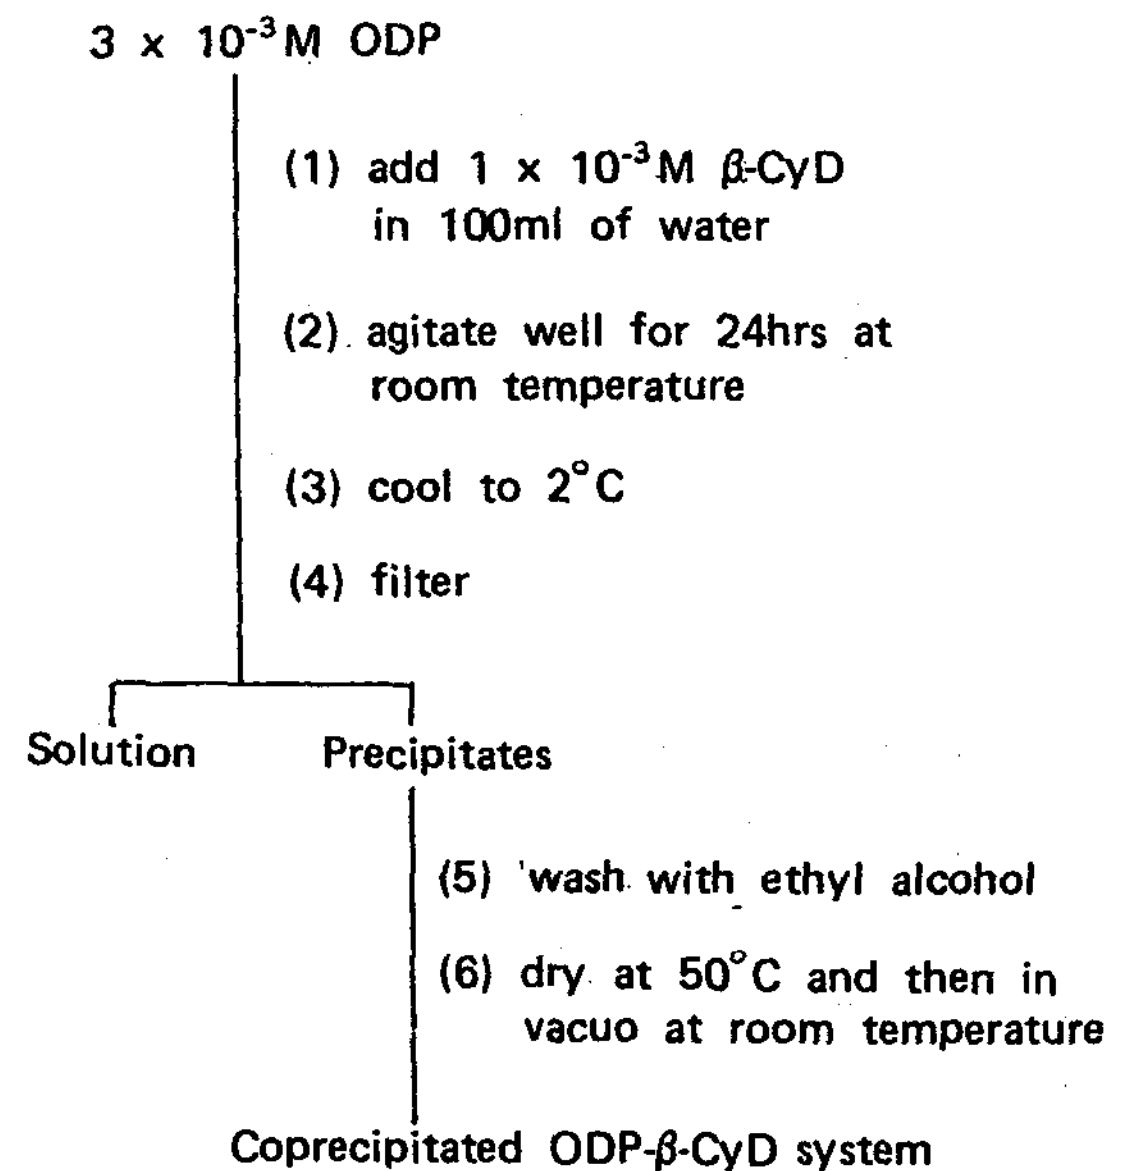 3 x 10⁻³M ODP
(1) add 1 x 10⁻³M β-CyD
in 100ml of water
(2) agitate well for 24hrs at
room temperature
(3) cool to 2°C
(4) filter
Solution Precipitates
(5) wash with ethyl alcohol
(6) dry at 50°C and then in
vacuo at room temperature
Coprecipitated ODP-β-CyD system